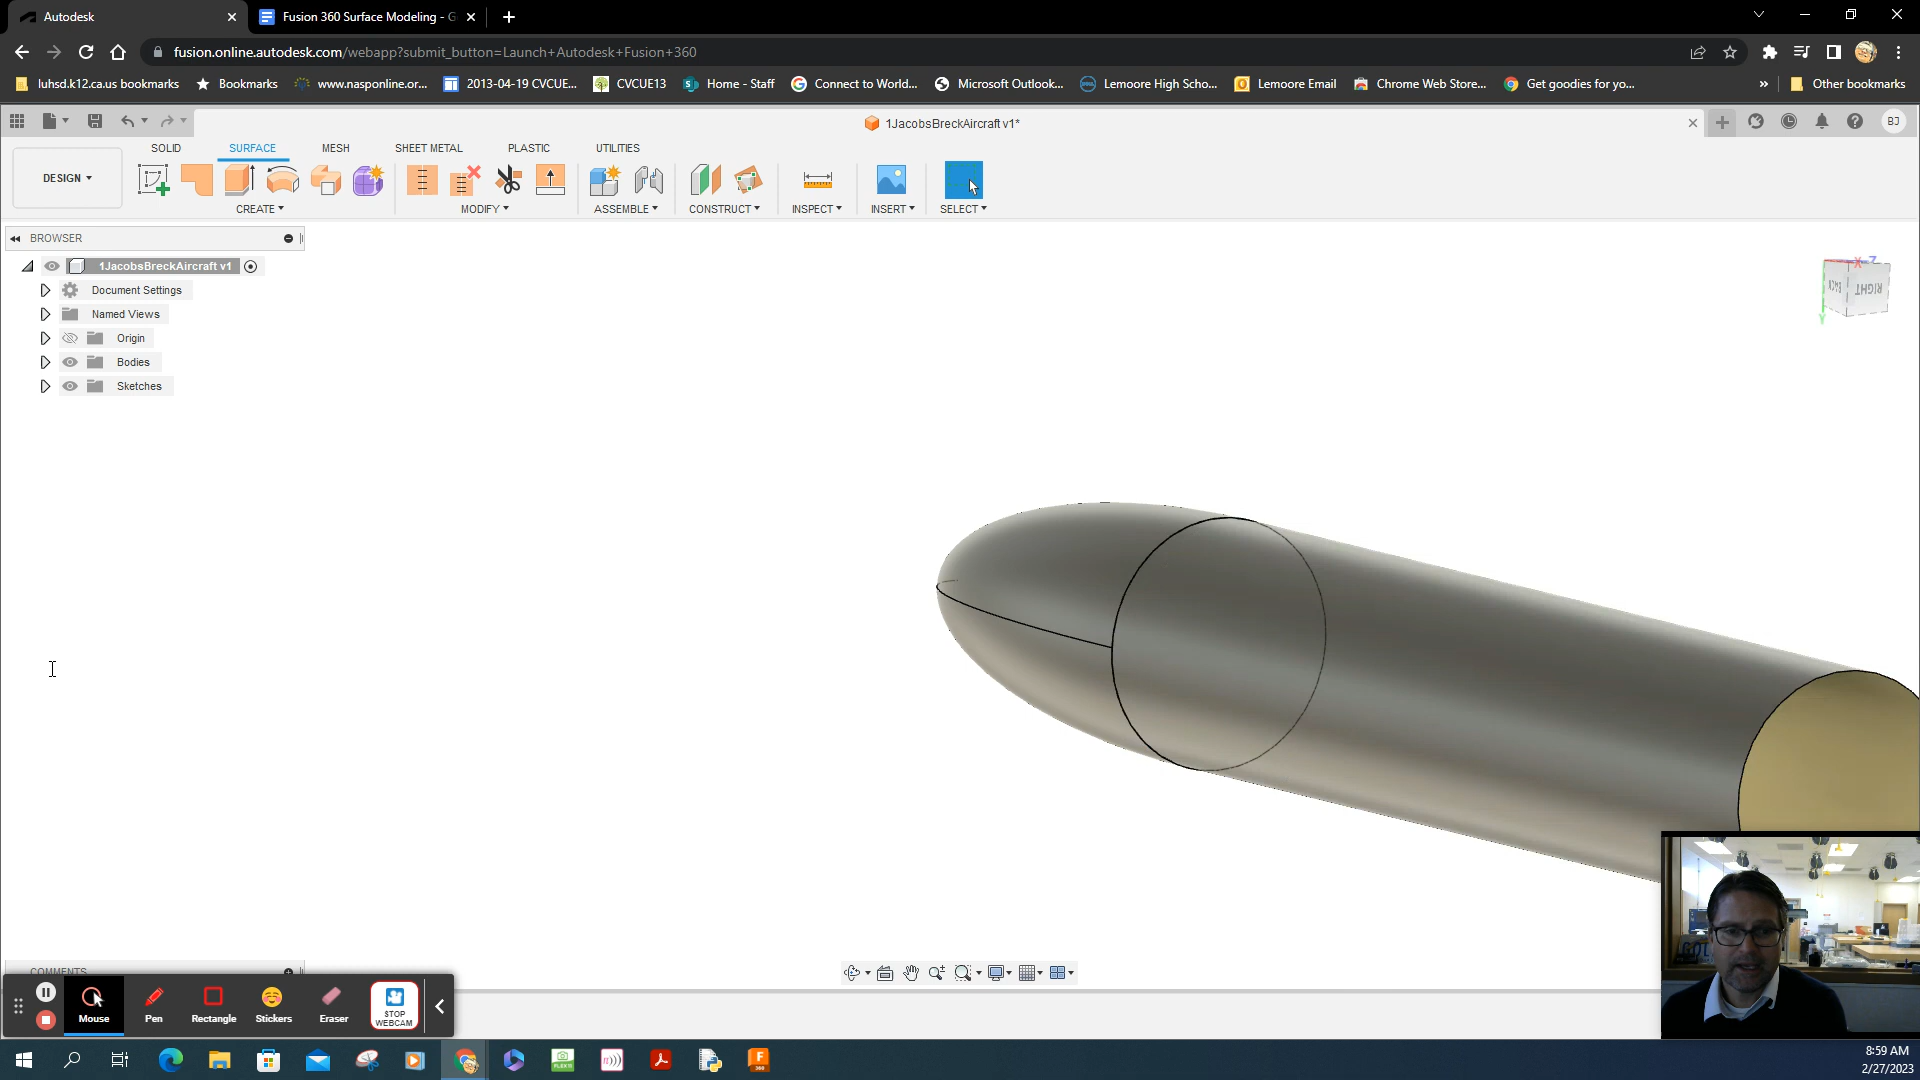 Autodesk
Fusion 360 Surface Modeling - G
fusion.online.autodesk.com/webapp?submit_button=Launch+Autodesk+Fusion+360
luhsd.k12.ca.us bookmarks
Bookmarks
www.nasponline.or...
2013-04-19 CVCUE...
CVCUE13
Home - Staff
Connect to World...
Microsoft Outlook...
Lemoore High Scho...
Lemoore Email
Chrome Web Store...
Get goodies for yo...
»
Other bookmarks
1JacobsBreckAircraft v1*
BJ
SOLID
SURFACE
MESH
SHEET METAL
PLASTIC
UTILITIES
DESIGN
CREATE
MODIFY
ASSEMBLE
CONSTRUCT
INSPECT
INSERT
SELECT
BROWSER
1JacobsBreckAircraft v1
Document Settings
Named Views
Origin
Bodies
Sketches
X
Z
BACK
RIGHT
Y
COMMENTS
Mouse
Pen
Rectangle
Stickers
Eraser
STOP
WEBCAM
8:59 AM
2/27/2023